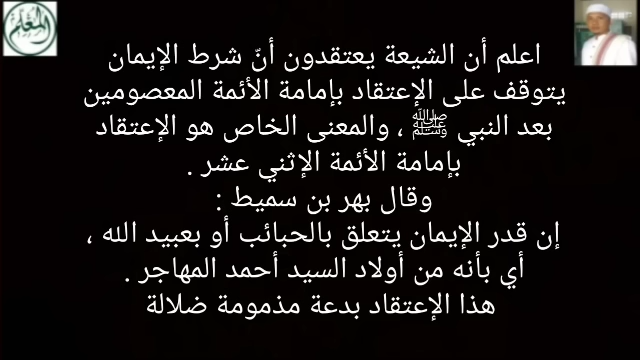 المعلم
اعلم أن الشيعة يعتقدون أنّ شرط الإيمان
يتوقف على الإعتقاد بإمامة الأئمة المعصومين
بعد النبي ﷺ ، والمعنى الخاص هو الإعتقاد
بإمامة الأئمة الإثني عشر .
وقال بهر بن سميط :
إن قدر الإيمان يتعلق بالحبائب أو بعبيد الله ،
أي بأنه من أولاد السيد أحمد المهاجر .
هذا الإعتقاد بدعة مذمومة ضلالة